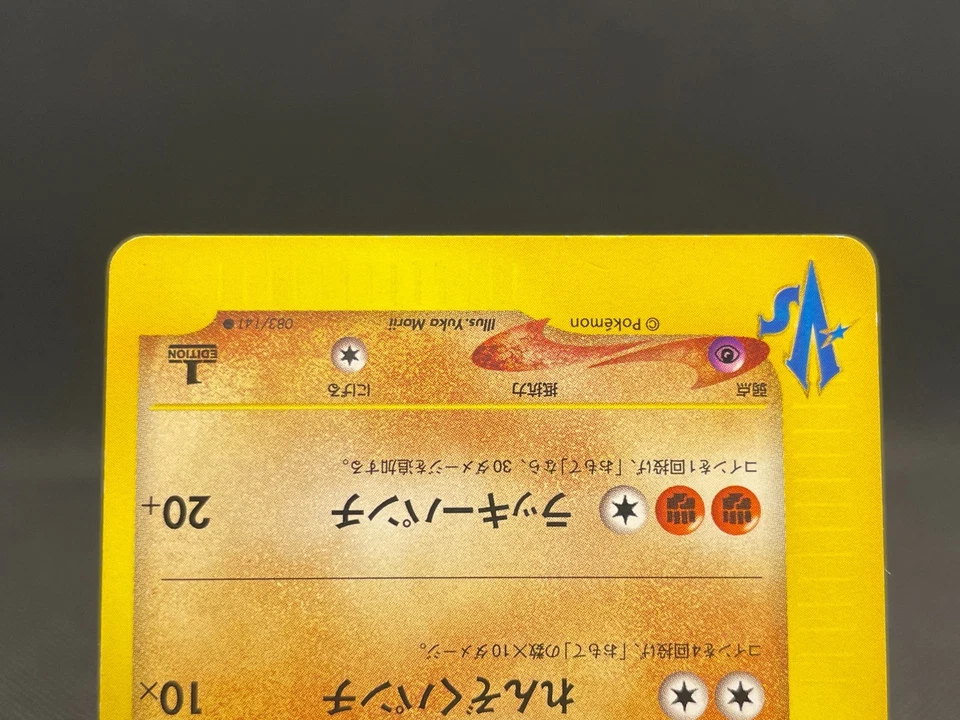 れんぞくパンチ 10×
コインを4回投げ、「おもて」の数×10ダメージ。
ラッキーパンチ 20+
コインを1回投げ、「おもて」なら、30ダメージを追加する。
弱点 抵抗力 にげる
1 EDITION
© Pokémon Illus. Yuka Morii 083/141 ●
VS